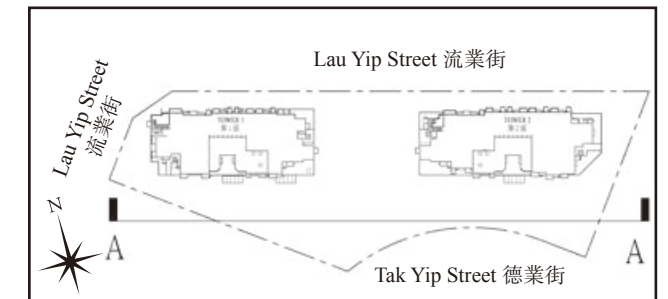 Lau Yip Street 流業街
Lau Yip Street
流業街
TOWER 1
第1座
TOWER 2
第2座
N
A
A
Tak Yip Street 德業街